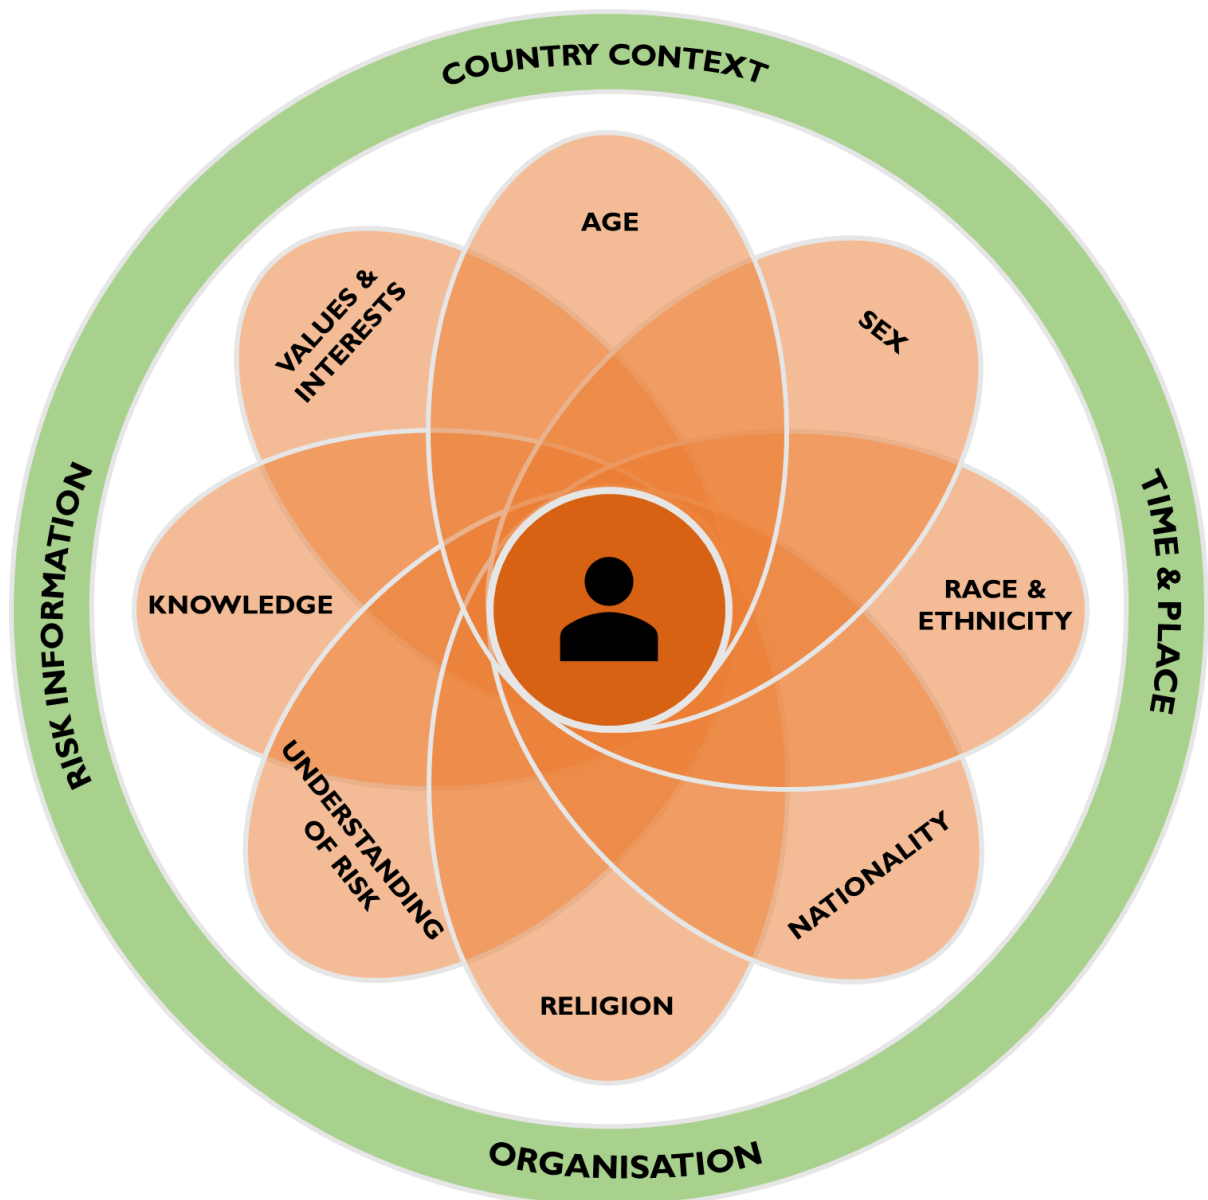 COUNTRY CONTEXT
AGE
SEX
VALUES &
INTERESTS
RISK INFORMATION
TIME & PLACE
KNOWLEDGE
RACE &
ETHNICITY
UNDERSTANDING
OF RISK
NATIONALITY
RELIGION
ORGANISATION